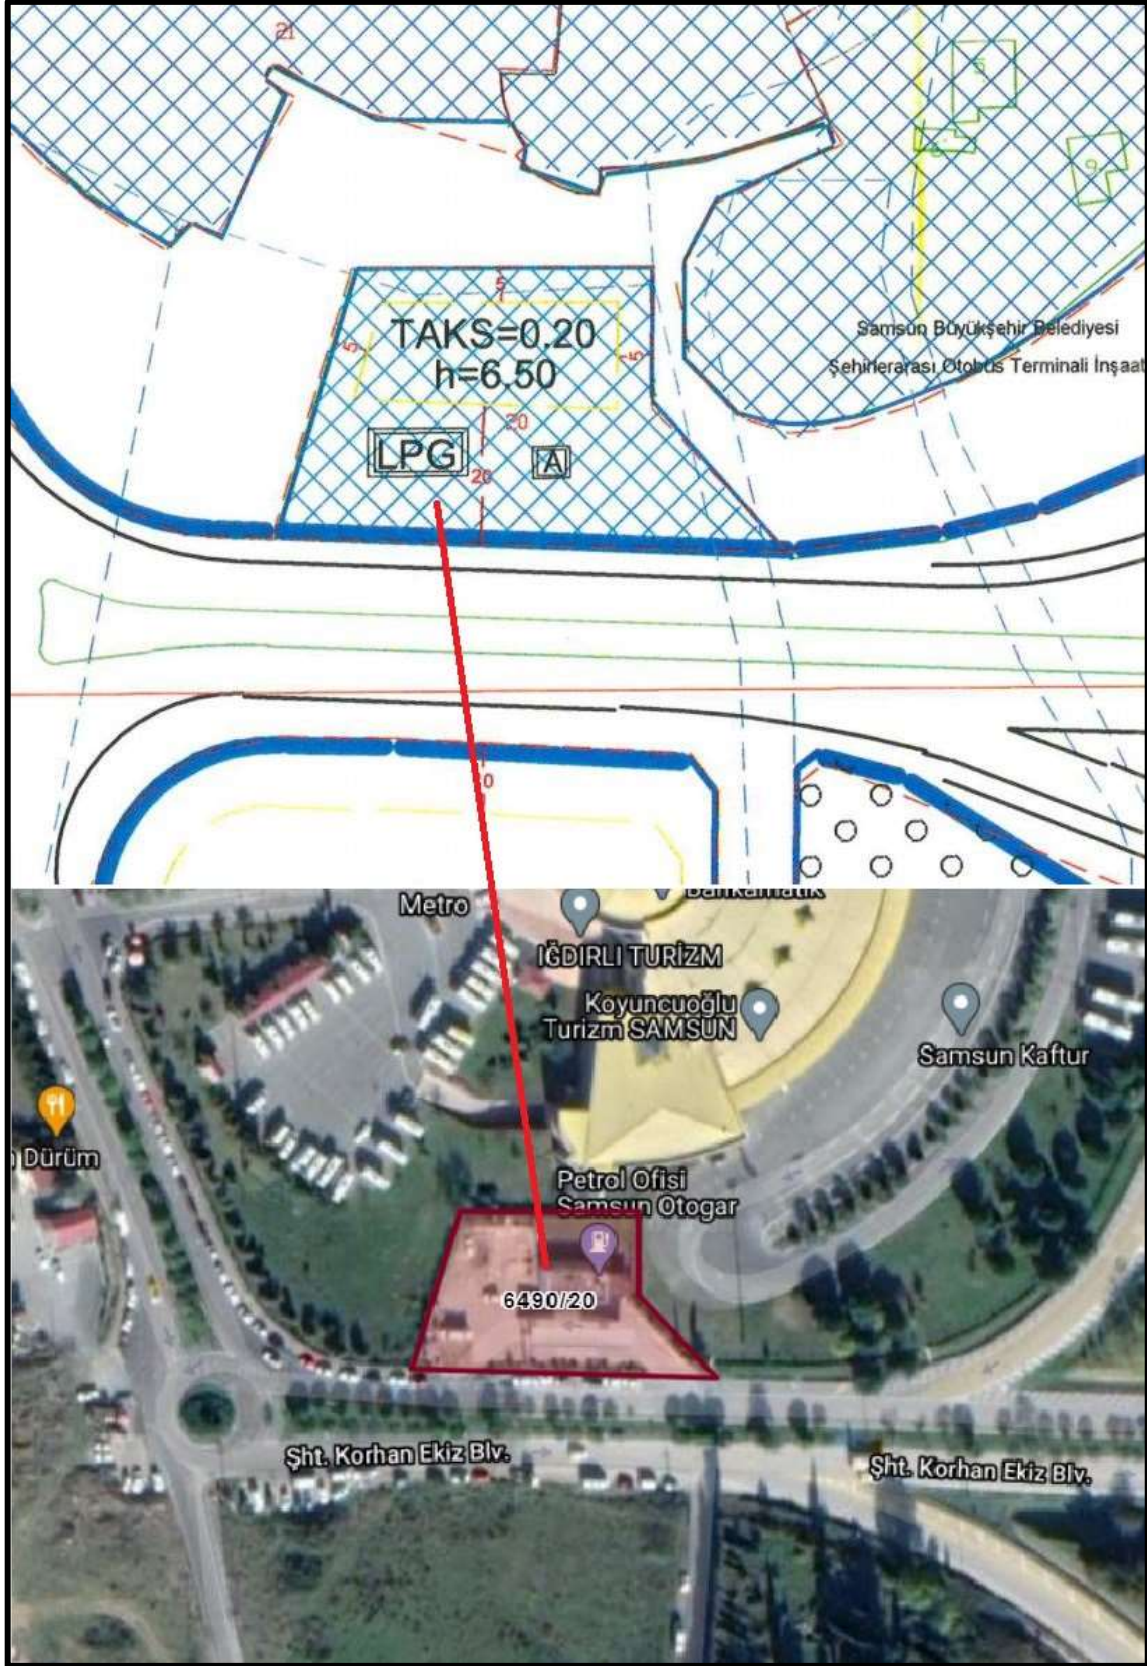 21
5
TAKS=0.20
h=6.50
5
5
Samsun Büyükşehir Belediyesi
Şehirlerarası Otobüs Terminali İnşaat
20
LPG
A
20
0
Metro
Bankamatik
IĞDIRLI TURİZM
Koyuncuoğlu
Turizm SAMSUN
Samsun Kaftur
Dürüm
Petrol Ofisi
Samsun Otogar
6490/20
Şht. Korhan Ekiz Blv.
Şht. Korhan Ekiz Blv.